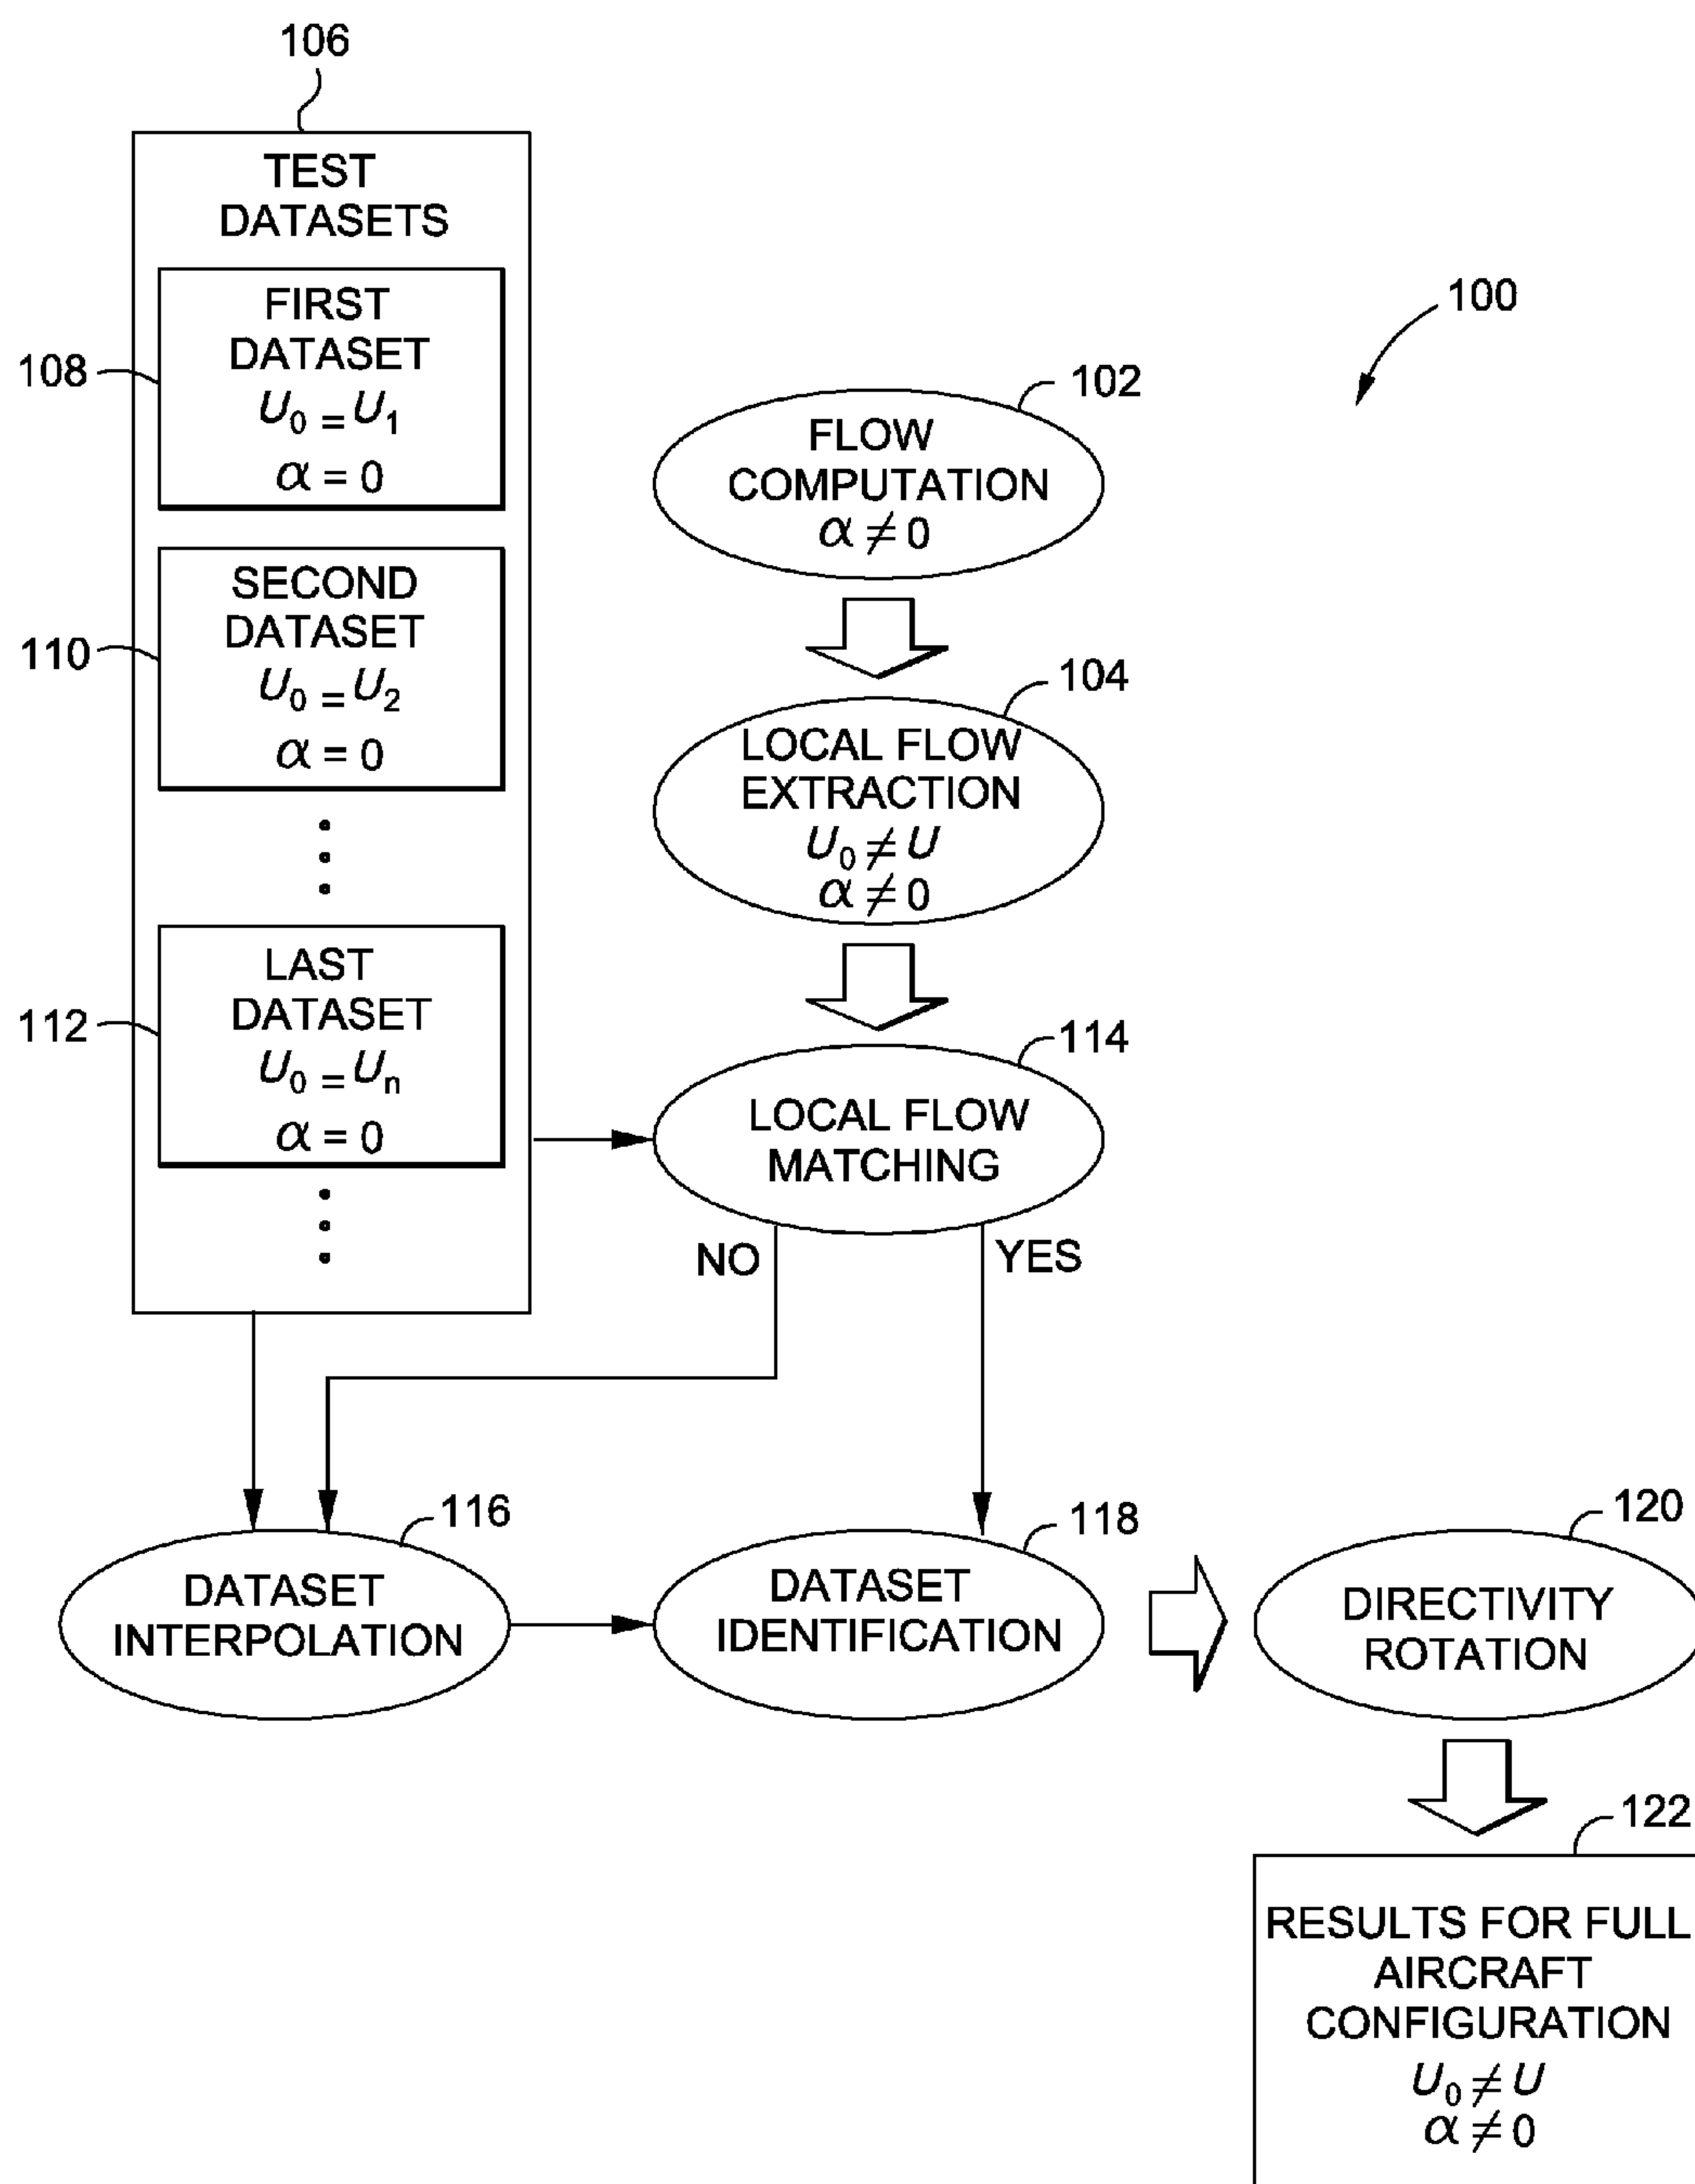 106
TEST
DATASETS
108
FIRST
DATASET
U₀ = U₁
α = 0
110
SECOND
DATASET
U₀ = U₂
α = 0
112
LAST
DATASET
U₀ = Uₙ
α = 0
100
102
FLOW
COMPUTATION
α ≠ 0
104
LOCAL FLOW
EXTRACTION
U₀ ≠ U
α ≠ 0
114
LOCAL FLOW
MATCHING
NO
YES
116
DATASET
INTERPOLATION
118
DATASET
IDENTIFICATION
120
DIRECTIVITY
ROTATION
122
RESULTS FOR FULL
AIRCRAFT
CONFIGURATION
U₀ ≠ U
α ≠ 0